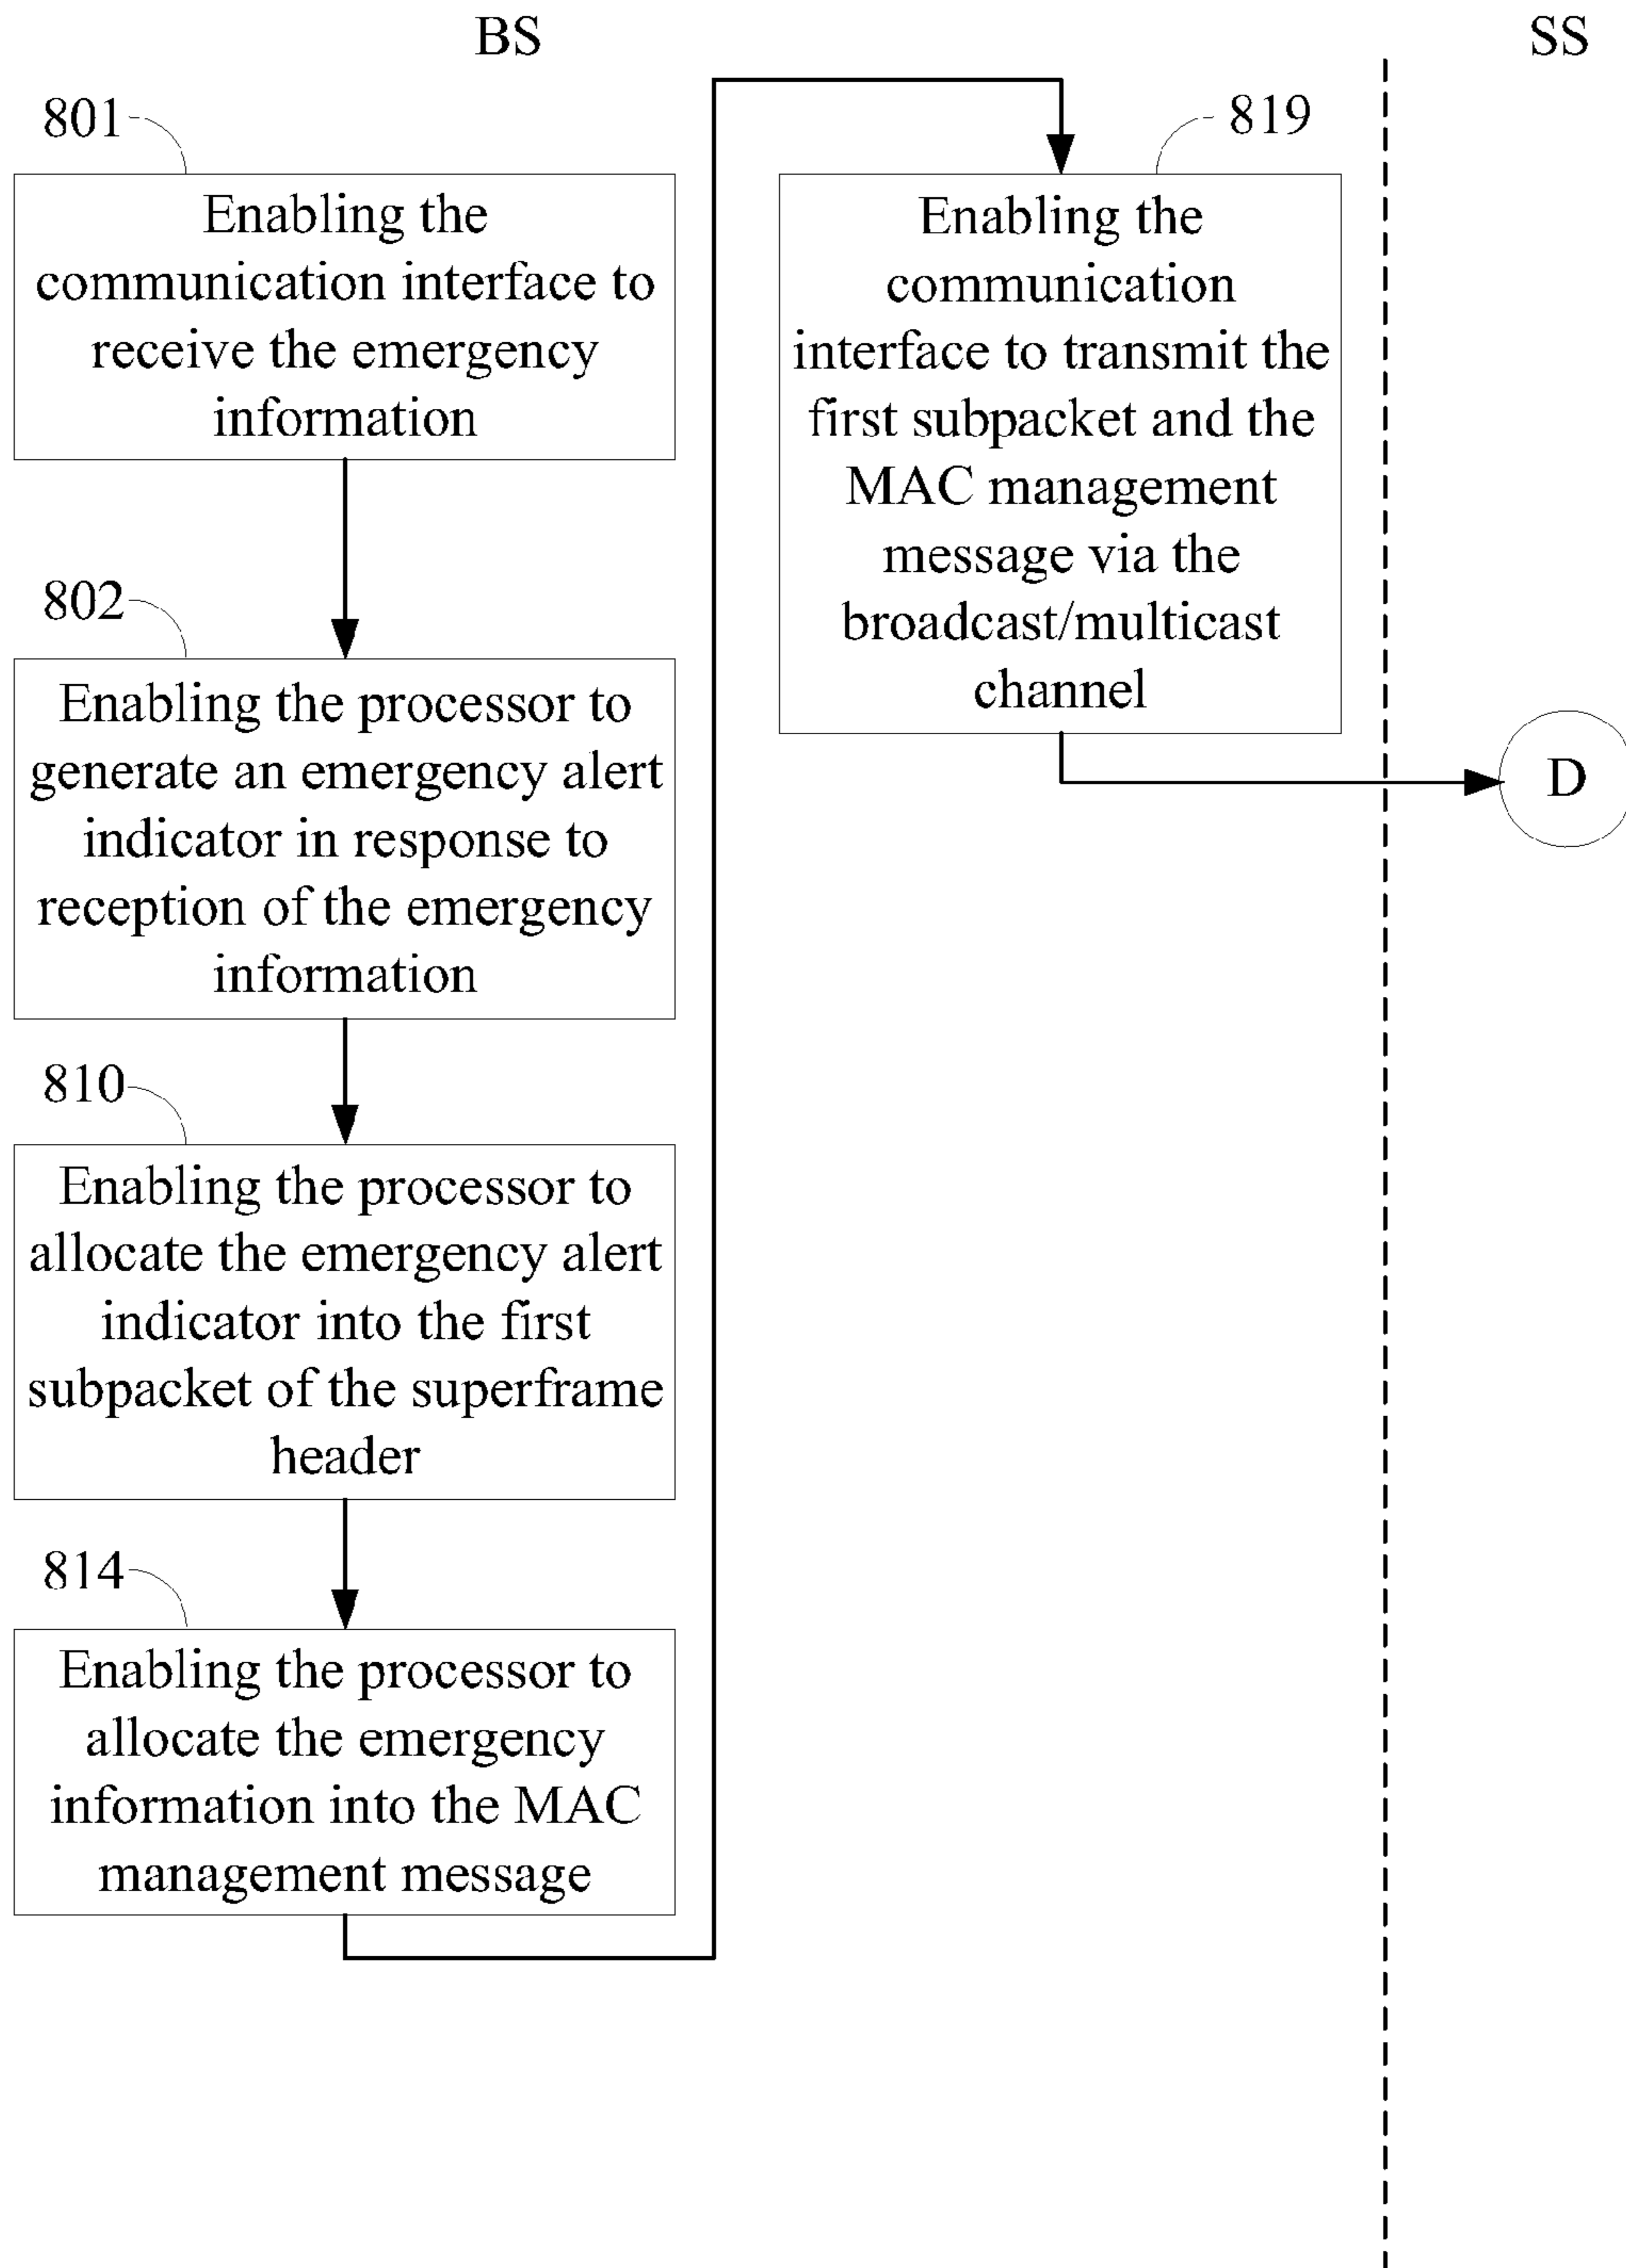 BS
SS
801
Enabling the
communication interface to
receive the emergency
information
802
Enabling the processor to
generate an emergency alert
indicator in response to
reception of the emergency
information
810
Enabling the processor to
allocate the emergency alert
indicator into the first
subpacket of the superframe
header
814
Enabling the processor to
allocate the emergency
information into the MAC
management message
819
Enabling the
communication
interface to transmit the
first subpacket and the
MAC management
message via the
broadcast/multicast
channel
D